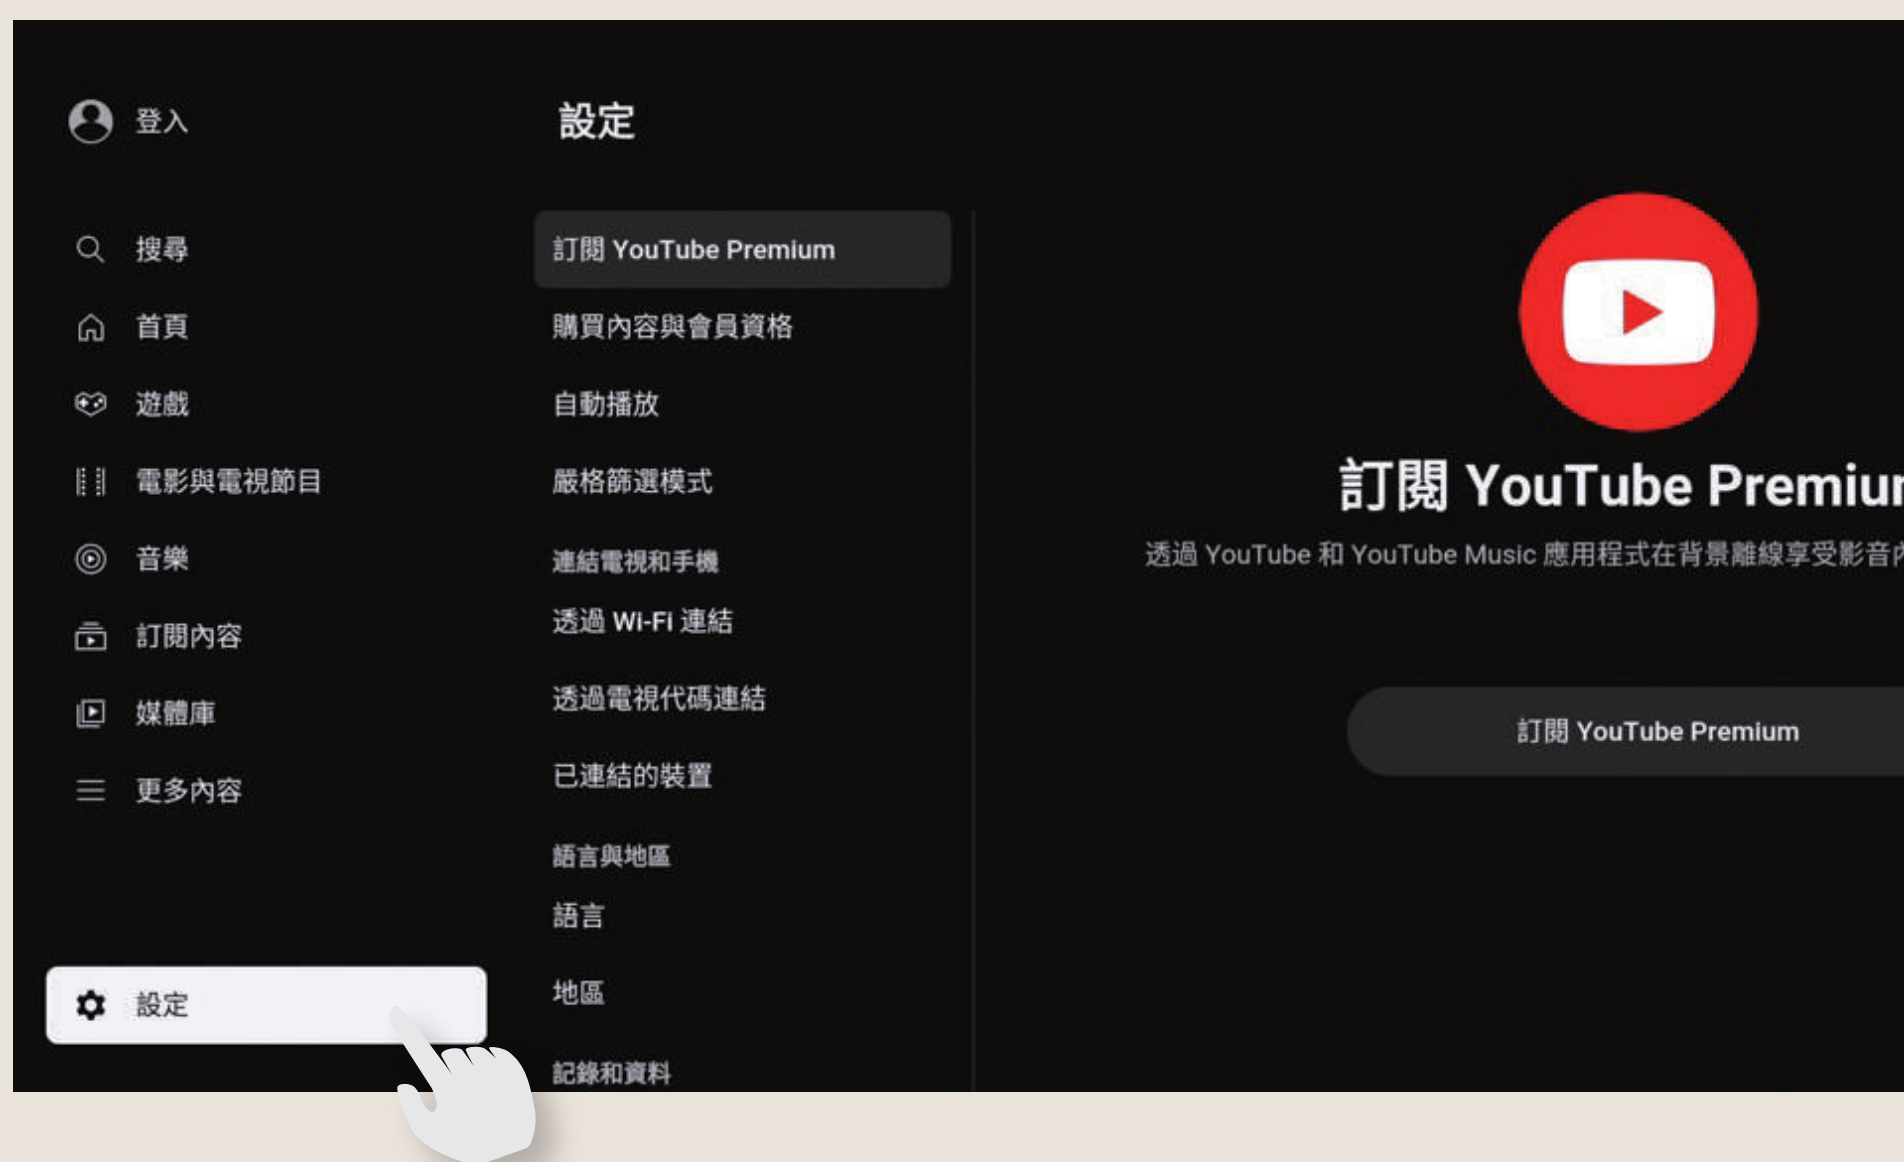 登入
搜尋
首頁
遊戲
電影與電視節目
音樂
訂閱內容
媒體庫
更多內容
設定
設定
訂閱 YouTube Premium
購買內容與會員資格
自動播放
嚴格篩選模式
連結電視和手機
透過 Wi-Fi 連結
透過電視代碼連結
已連結的裝置
語言與地區
語言
地區
記錄和資料
訂閱 YouTube Premiu
透過 YouTube 和 YouTube Music 應用程式在背景離線享受影音
訂閱 YouTube Premium